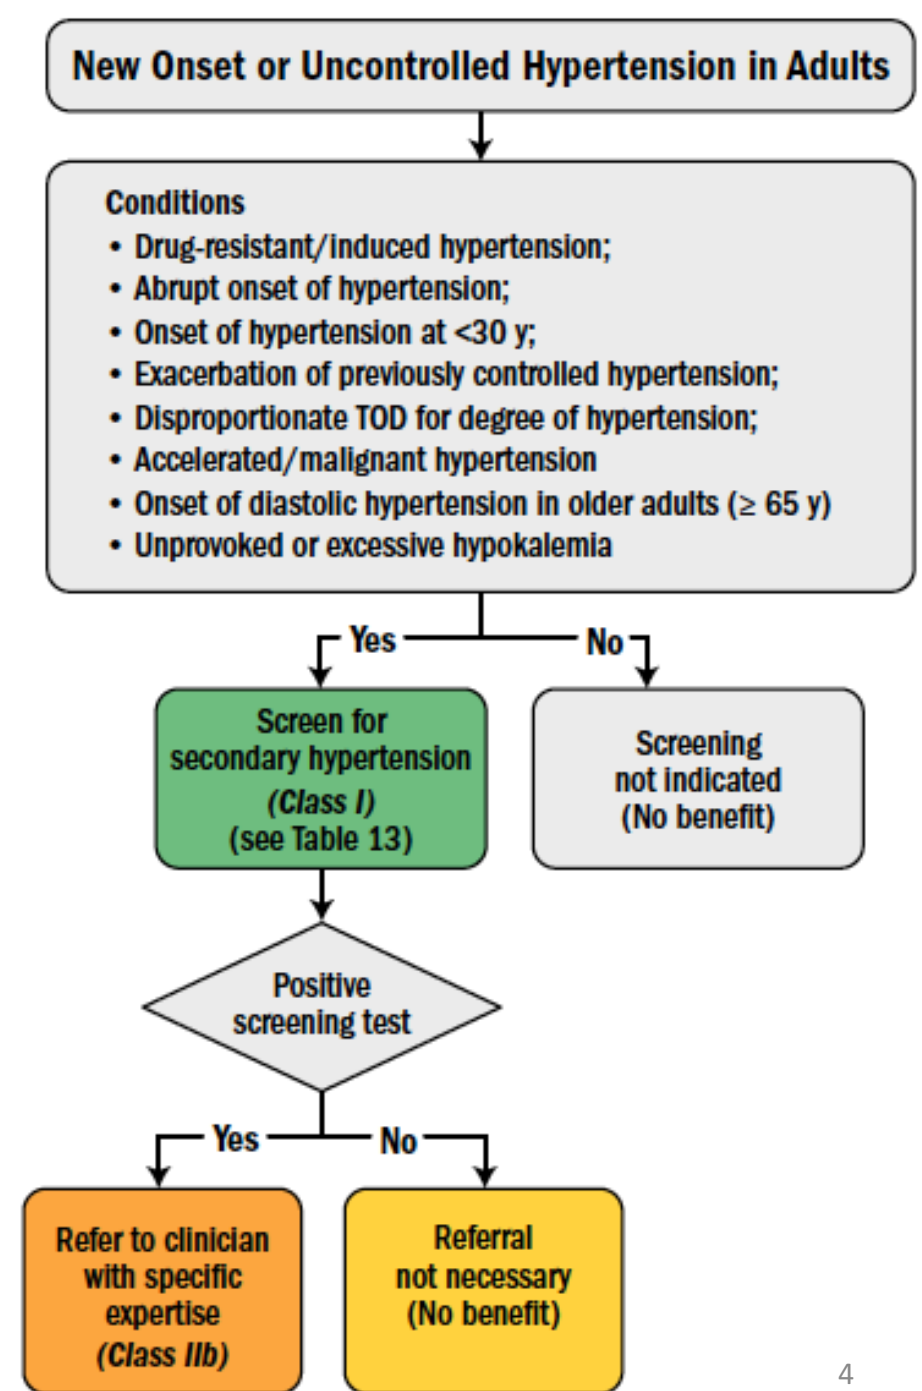 New Onset or Uncontrolled Hypertension in Adults
Conditions
• Drug-resistant/induced hypertension;
• Abrupt onset of hypertension;
• Onset of hypertension at <30 y;
• Exacerbation of previously controlled hypertension;
• Disproportionate TOD for degree of hypertension;
• Accelerated/malignant hypertension
• Onset of diastolic hypertension in older adults (≥ 65 y)
• Unprovoked or excessive hypokalemia
Yes
No
Screen for
secondary hypertension
(Class I)
(see Table 13)
Screening
not indicated
(No benefit)
Positive
screening test
Yes
No
Refer to clinician
with specific
expertise
(Class IIb)
Referral
not necessary
(No benefit)
4